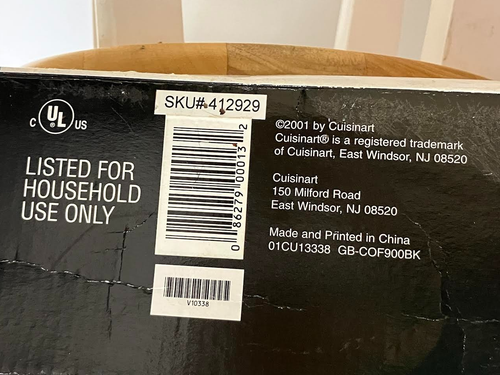 C UL US
LISTED FOR
HOUSEHOLD
USE ONLY
SKU# 412929
0 86279 00013 2
V10338
©2001 by Cuisinart
Cuisinart® is a registered trademark
of Cuisinart, East Windsor, NJ 08520
Cuisinart
150 Milford Road
East Windsor, NJ 08520
Made and Printed in China
01CU13338 GB-COF900BK